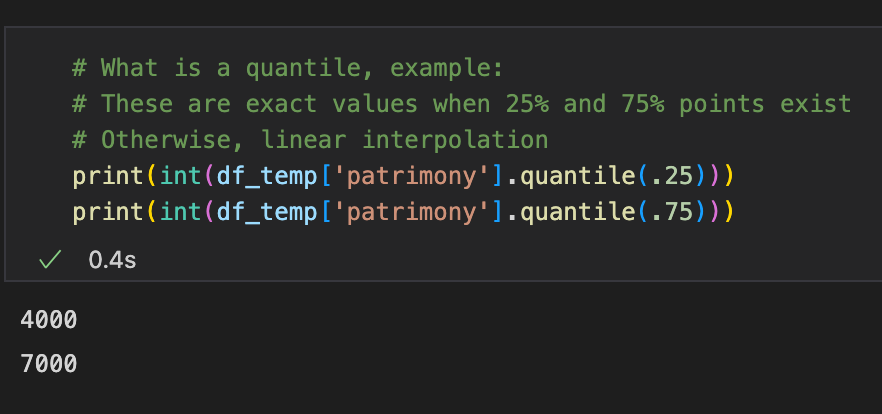 # What is a quantile, example:
# These are exact values when 25% and 75% points exist
# Otherwise, linear interpolation
print(int(df_temp['patrimony'].quantile(.25)))
print(int(df_temp['patrimony'].quantile(.75)))
0.4s
4000
7000